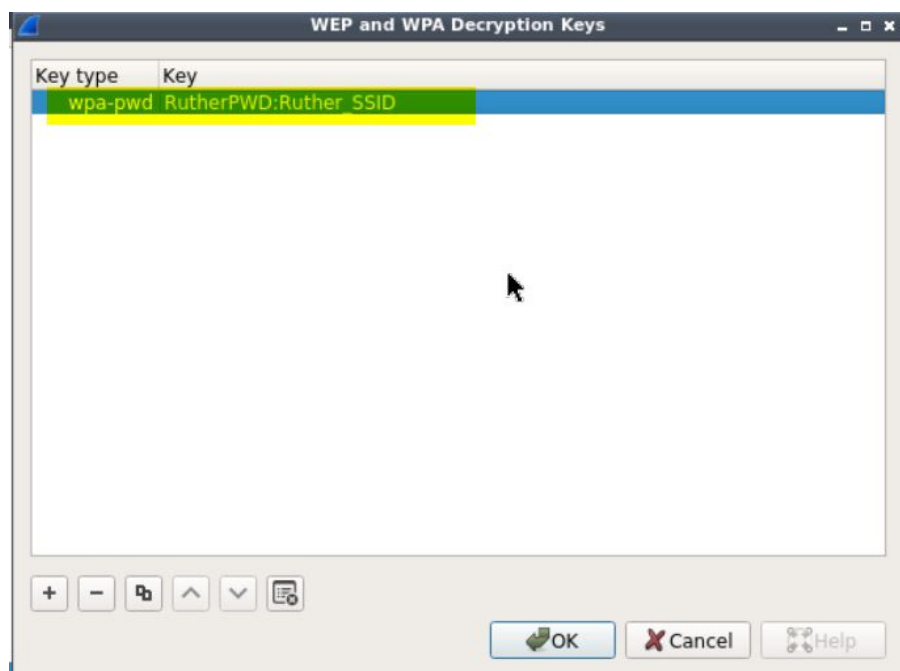 WEP and WPA Decryption Keys
Key type Key
wpa-pwd RutherPWD:Ruther_SSID
OK Cancel Help